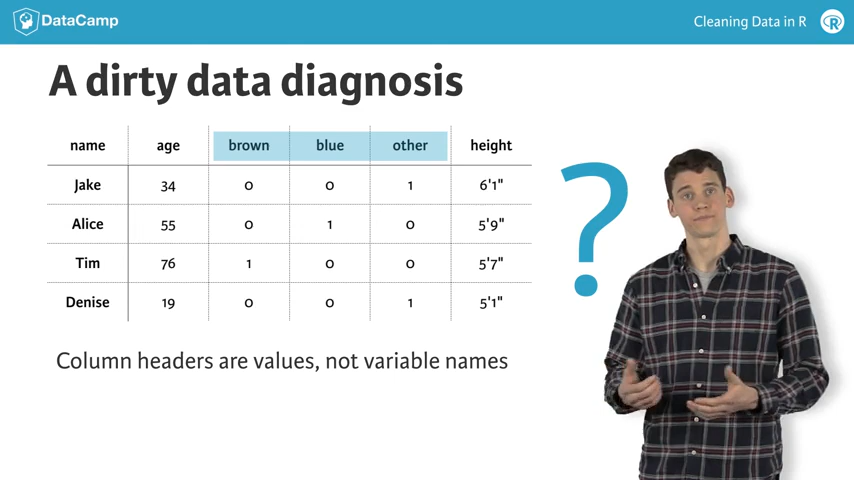 DataCamp
Cleaning Data in R
R
A dirty data diagnosis
name age brown blue other height
Jake 34 0 0 1 6'1"
Alice 55 0 1 0 5'9"
Tim 76 1 0 0 5'7"
Denise 19 0 0 1 5'1"
?
Column headers are values, not variable names